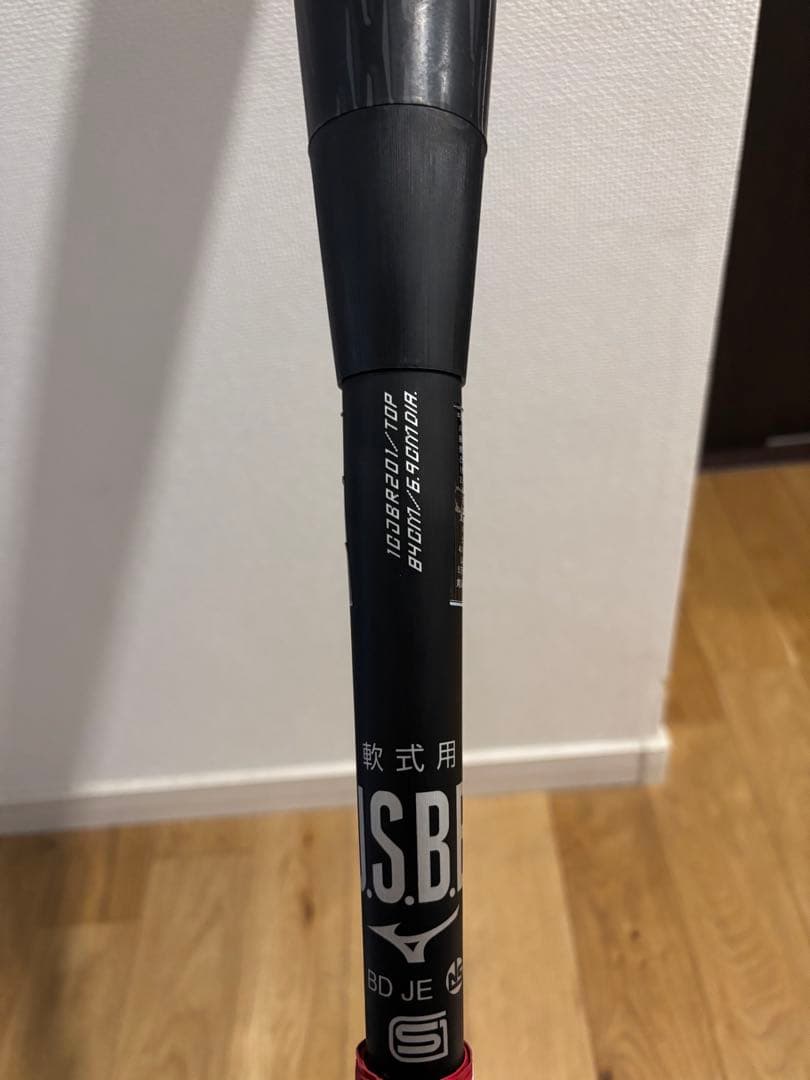 1CJBR201//TOP
84CM//6.9CMDIA.
軟式用
J.S.B.B
BD JE